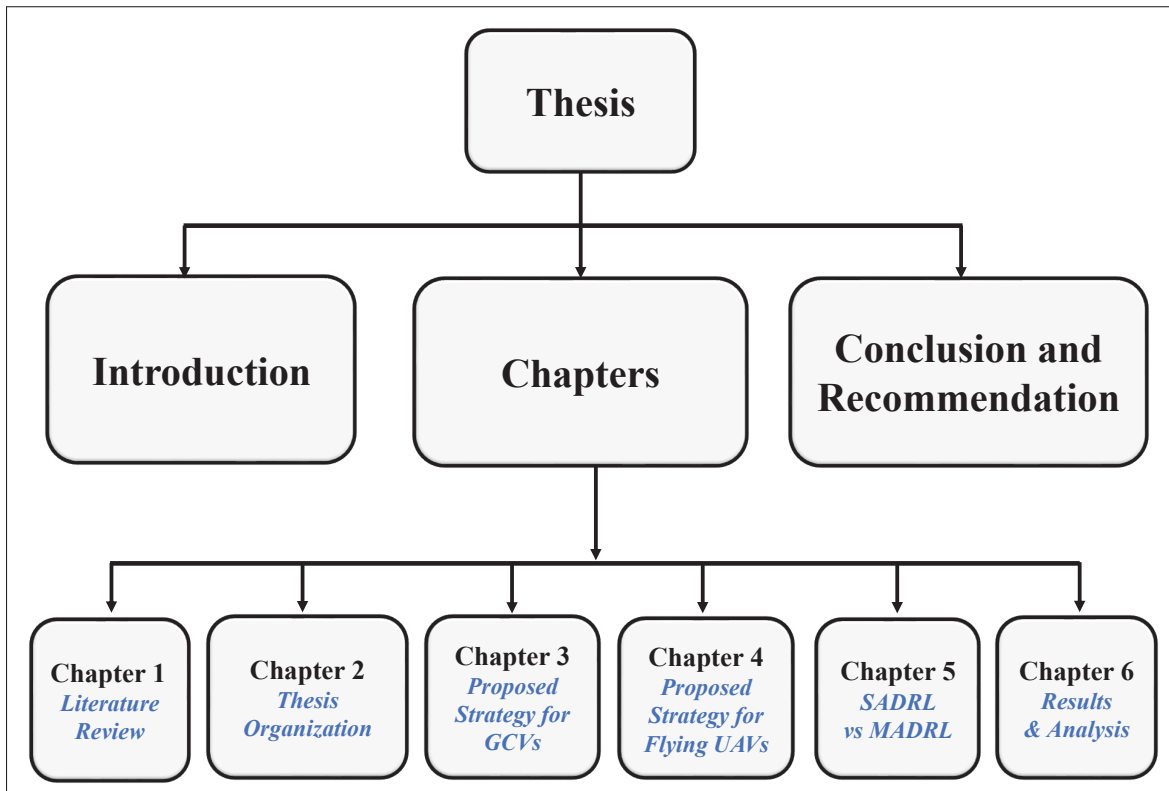 Thesis
Introduction
Chapters
Conclusion and
Recommendation
Chapter 1
Literature
Review
Chapter 2
Thesis
Organization
Chapter 3
Proposed
Strategy for
GCVs
Chapter 4
Proposed
Strategy for
Flying UAVs
Chapter 5
SADRL
vs MADRL
Chapter 6
Results
& Analysis